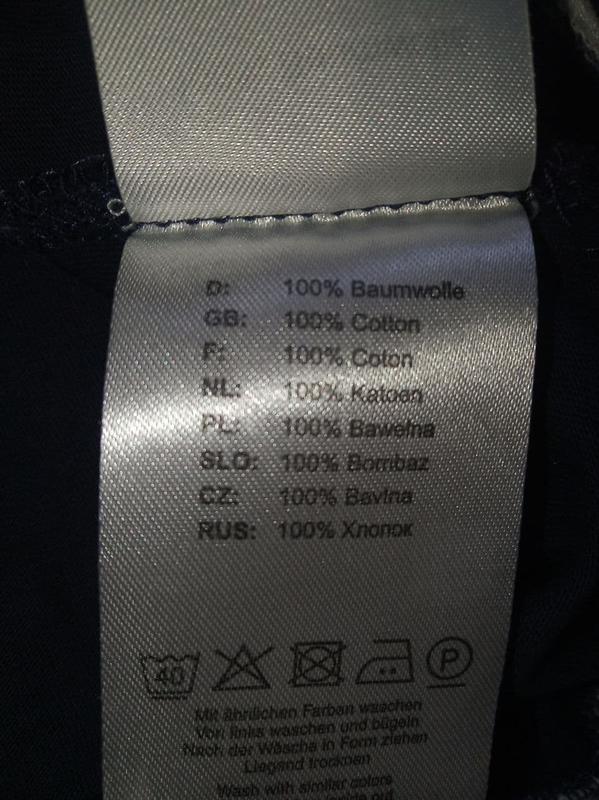 D: 100% Baumwolle
GB: 100% Cotton
F: 100% Coton
NL: 100% Katoen
PL: 100% Bawełna
SLO: 100% Bombaz
CZ: 100% Bavlna
RUS: 100% Хлопок
40 P
Mit ähnlichen Farben waschen
Von links waschen und bügeln
Nach der Wäsche in Form ziehen
Liegend trocknen
Wash with similar colors
out